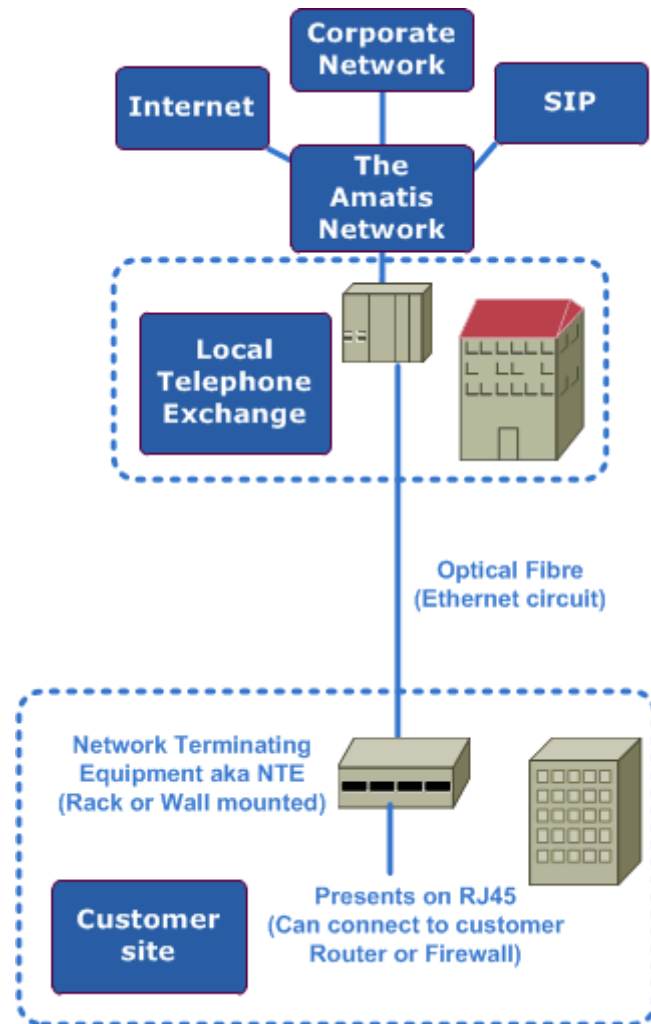 Corporate
Network
Internet
SIP
The
Amatis
Network
Local
Telephone
Exchange
Optical Fibre
(Ethernet circuit)
Network Terminating
Equipment aka NTE
(Rack or Wall mounted)
Presents on RJ45
(Can connect to customer
Router or Firewall)
Customer
site